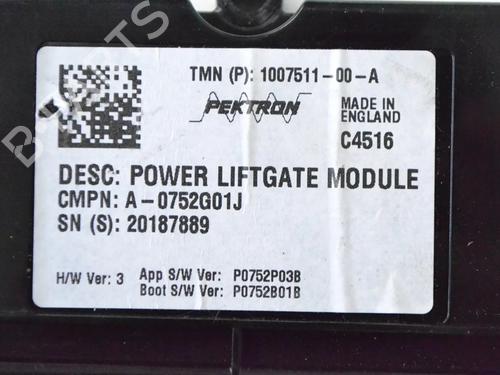 TMN (P): 1007511-00-A
PEKTRON
MADE IN
ENGLAND
C4516
DESC: POWER LIFTGATE MODULE
CMPN: A-0752G01J
SN (S): 20187889
H/W Ver: 3 App S/W Ver: P0752P03B
Boot S/W Ver: P0752B01B